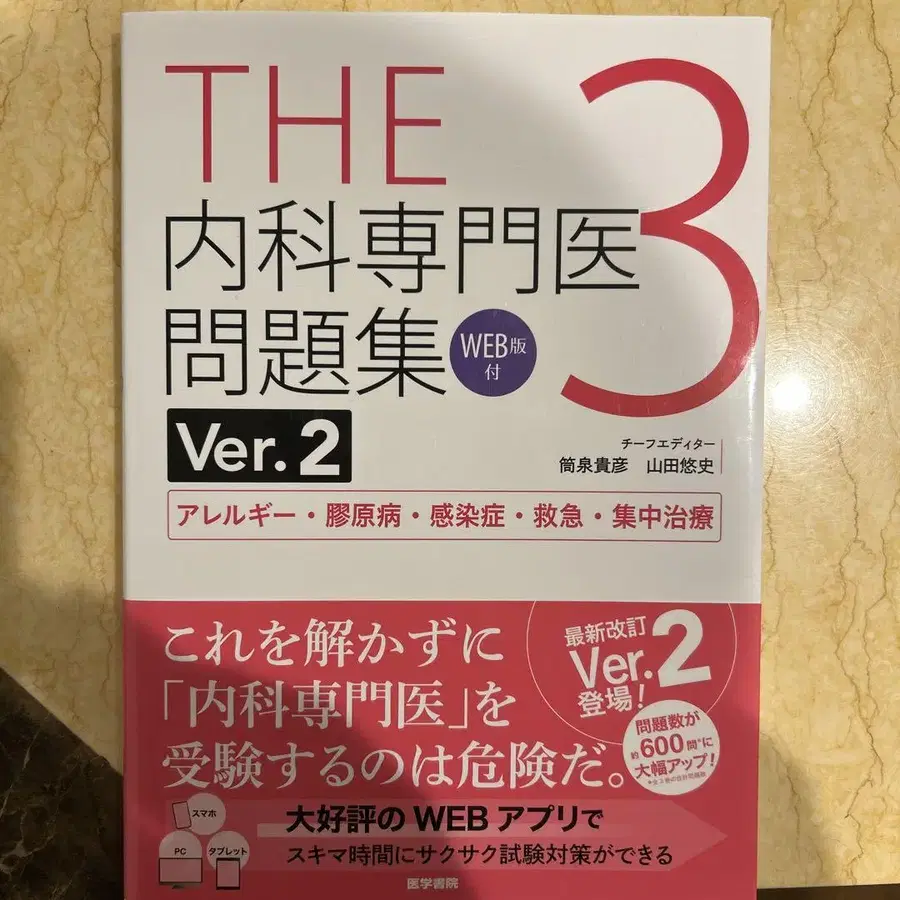 THE
3
内科専門医
問題集
WEB版
付
Ver.2
チーフエディター
筒泉貴彦 山田悠史
アレルギー・膠原病・感染症・救急・集中治療
これを解かずに
「内科専門医」を
受験するのは危険だ。
最新改訂
Ver.2
登場!
問題数が
約600問*に
大幅アップ!
スマホ
PC
タブレット
大好評のWEBアプリで
スキマ時間にサクサク試験対策ができる
医学書院